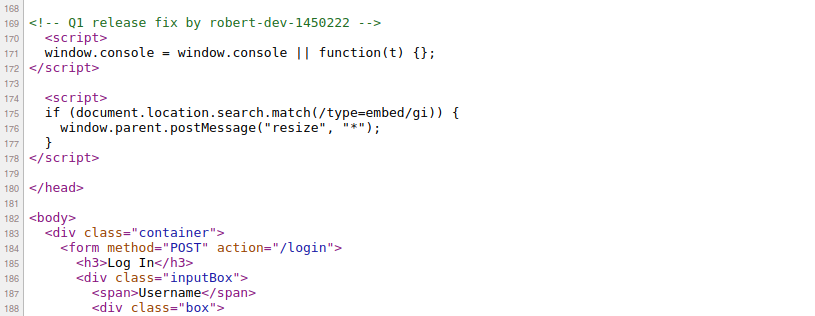 168
169 <!-- Q1 release fix by robert-dev-1450222 -->
170 <script>
171 window.console = window.console || function(t) {};
172 </script>
173
174 <script>
175 if (document.location.search.match(/type=embed/gi)) {
176 window.parent.postMessage("resize", "*");
177 }
178 </script>
179
180 </head>
181
182 <body>
183 <div class="container">
184 <form method="POST" action="/login">
185 <h3>Log In</h3>
186 <div class="inputBox">
187 <span>Username</span>
188 <div class="box">